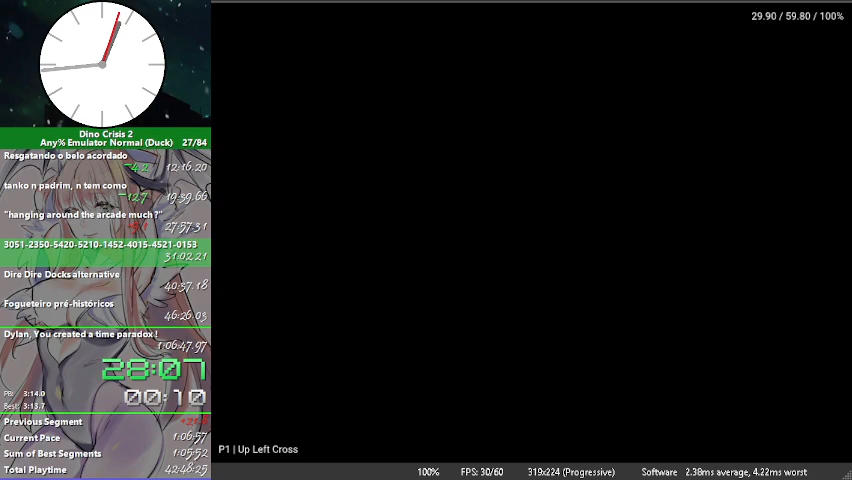 29.90 / 59.80 / 100%
Dino Crisis 2
Any% Emulator Normal (Duck) 27/84
Resgatando o belo acordado
-4.2 12:16.20
tanko n padrim, n tem como
-12.7 19:39.66
"hanging around the arcade much?"
27:57.31
3051-2350-5420-5210-1452-4015-4521-0153
31:02.21
Dire Dire Docks alternative
40:37.18
Fogueteiro pré-históricos
46:26.03
Dylan, You created a time paradox!
1:06:47.97
28:07
PB: 3:14.0
Best: 3:13.7
00:10
Previous Segment
Current Pace 1:06:57
Sum of Best Segments 1:05:52
Total Playtime 42:48:25
P1 | Up Left Cross
100% FPS: 30/60 319x224 (Progressive) Software 2.38ms average, 4.22ms worst